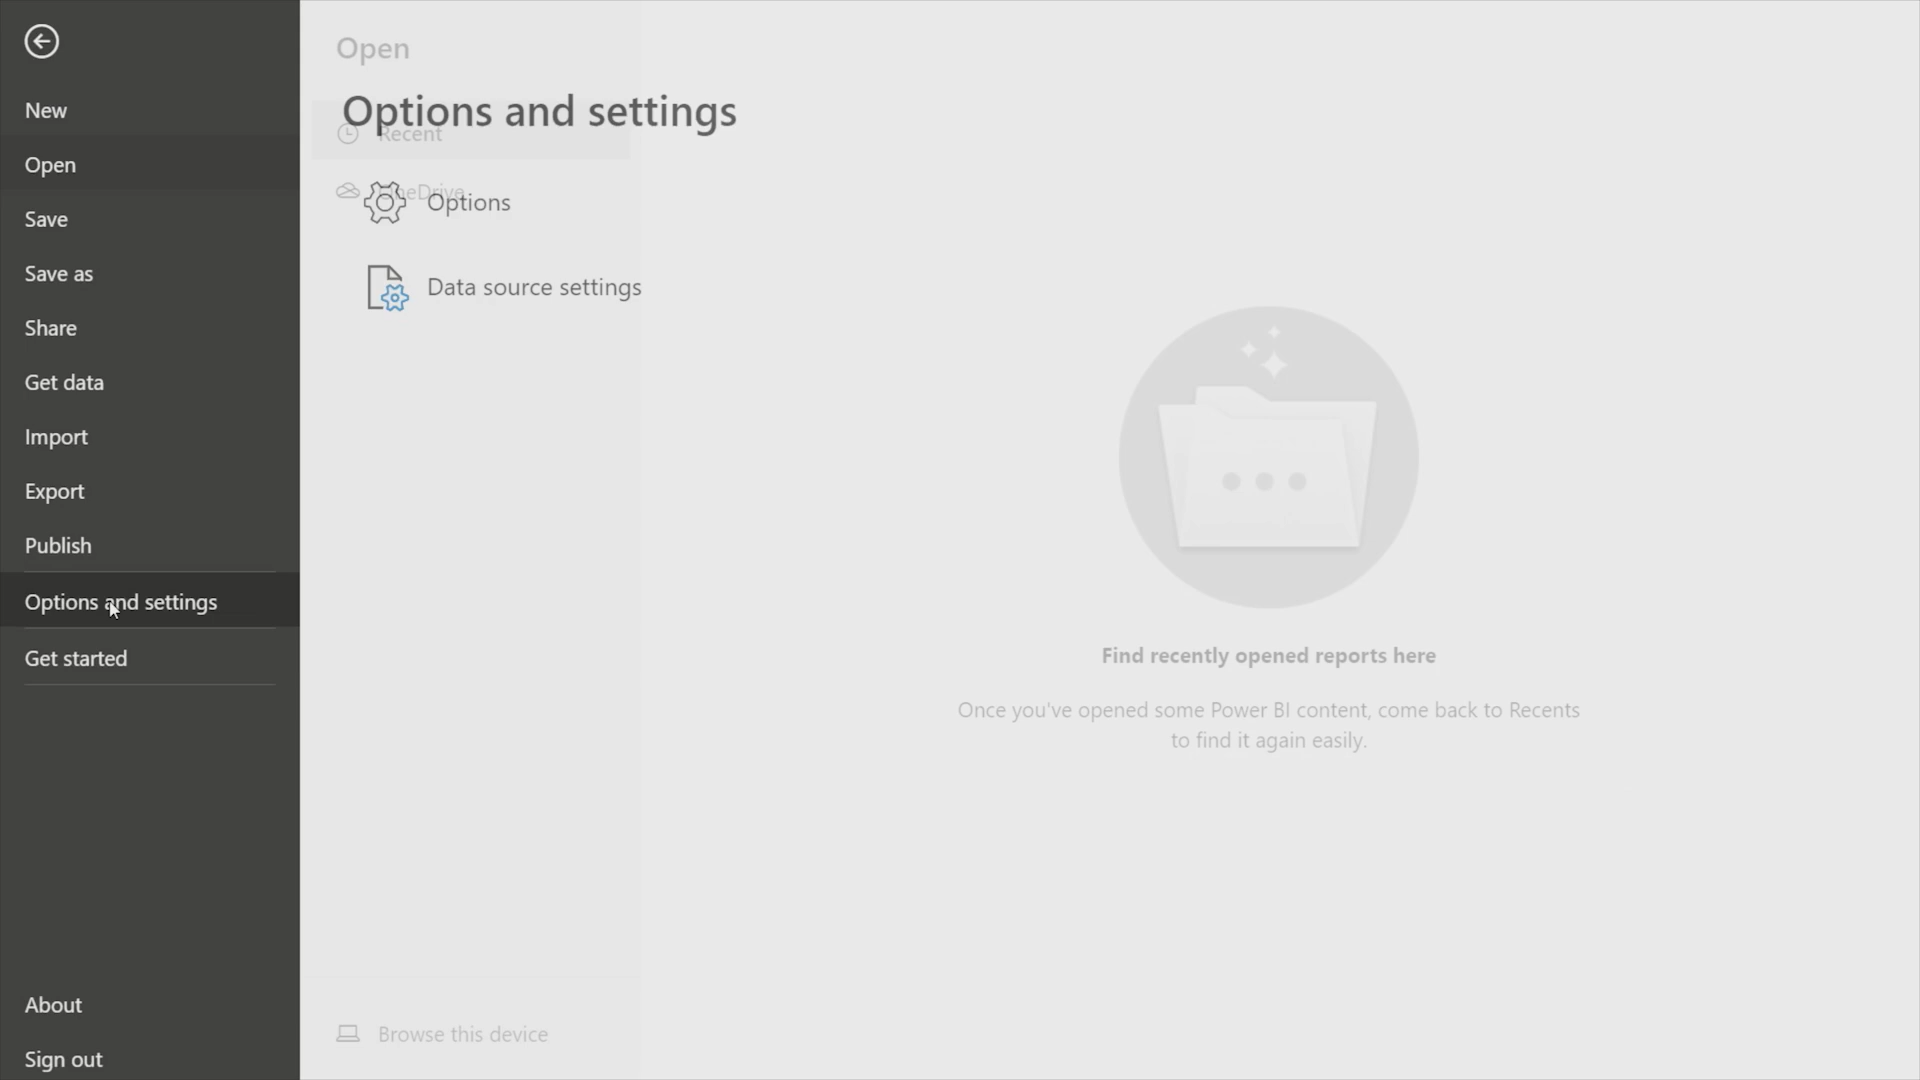 New
Open
Save
Save as
Share
Get data
Import
Export
Publish
Options and settings
Get started
About
Sign out
Open
Options and settings
Recent
OneDrive
Options
Data source settings
Find recently opened reports here
Once you've opened some Power BI content, come back to Recents
to find it again easily.
Browse this device